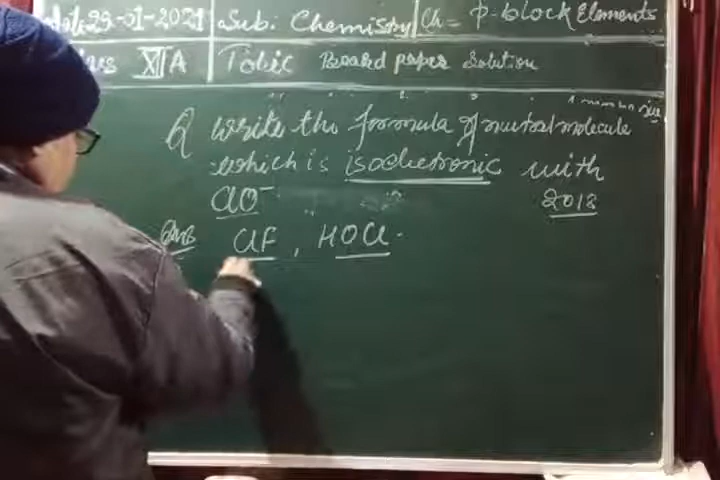 29-01-2021 Sub: Chemistry Ch= P-block Elements
XII A Topic Board paper Solution
Q Write the formula of neutral molecule
which is isoelectronic with
ClO⁻ 2018
Ans ClF, HOCl.